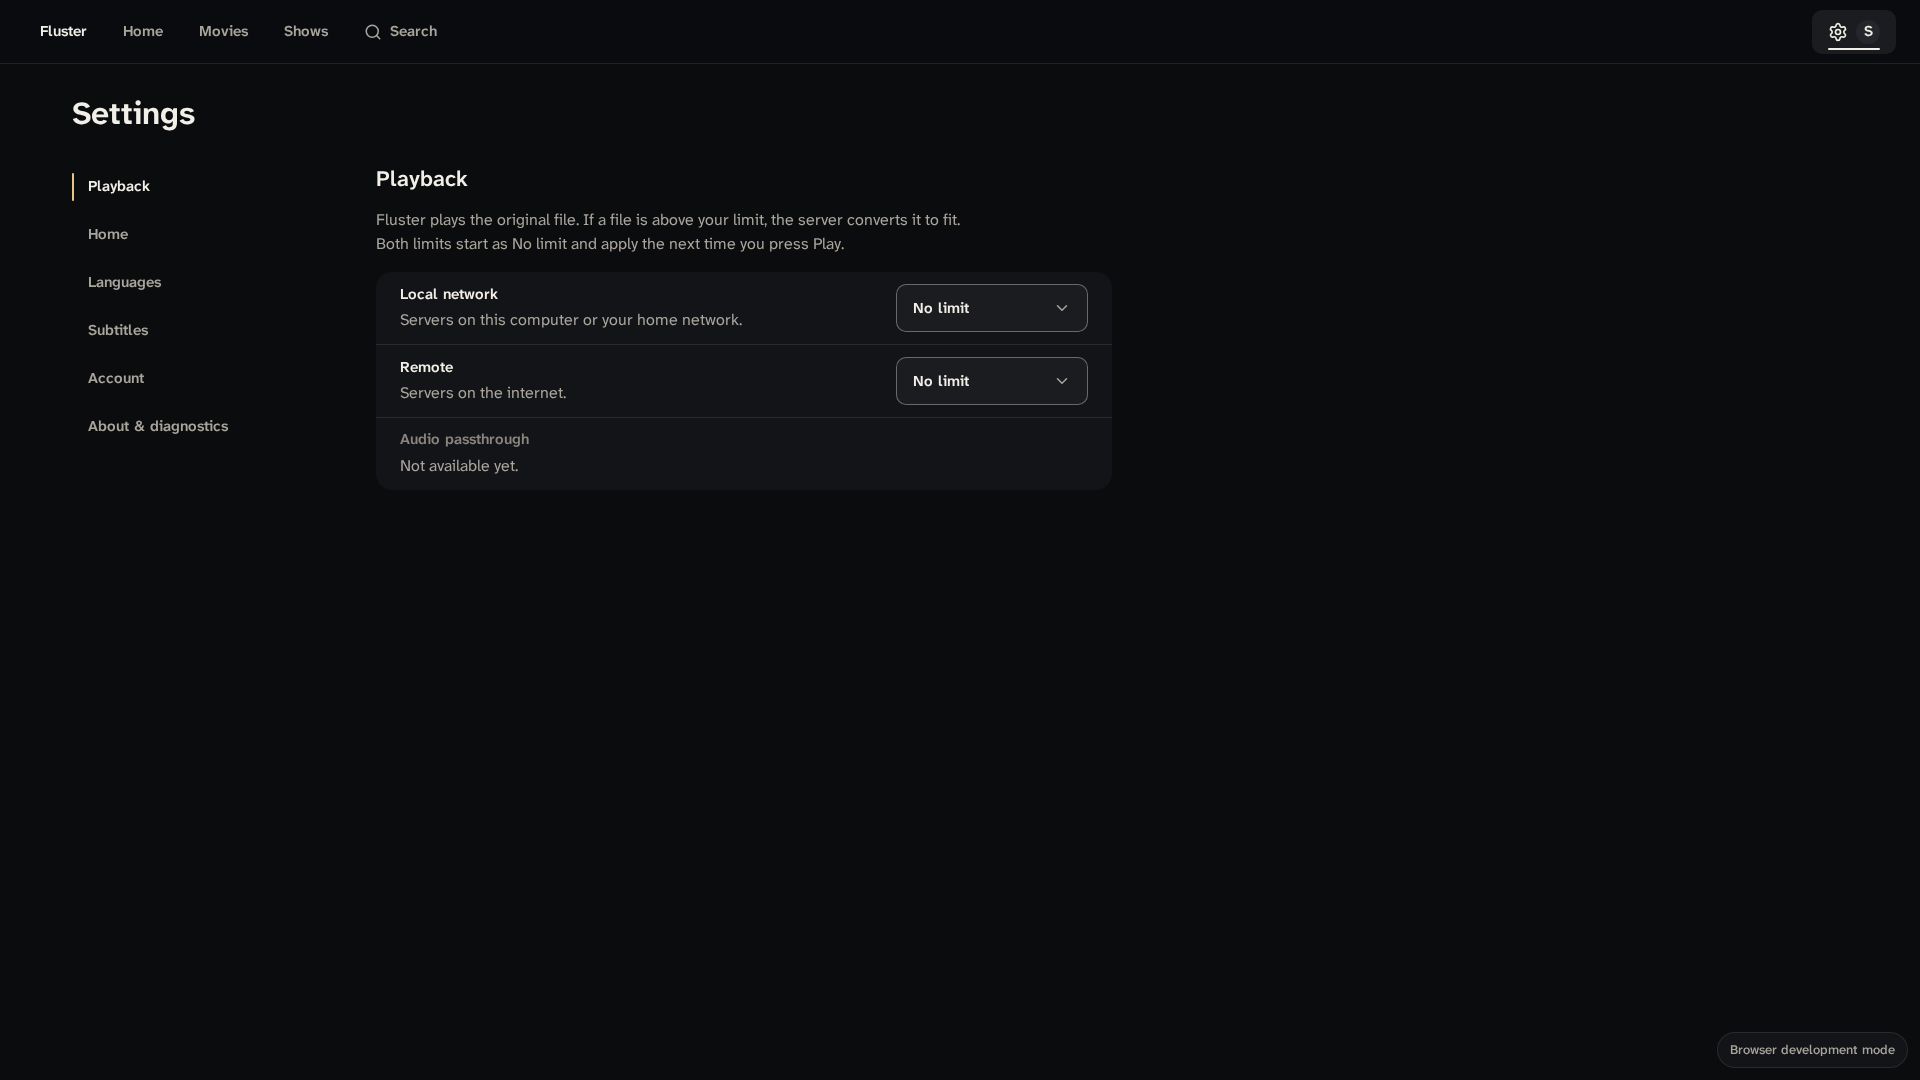 Fluster
Home
Movies
Shows
Search
S
Settings
Playback
Home
Languages
Subtitles
Account
About & diagnostics
Playback
Fluster plays the original file. If a file is above your limit, the server converts it to fit.
Both limits start as No limit and apply the next time you press Play.
Local network
Servers on this computer or your home network.
No limit
Remote
Servers on the internet.
No limit
Audio passthrough
Not available yet.
Browser development mode